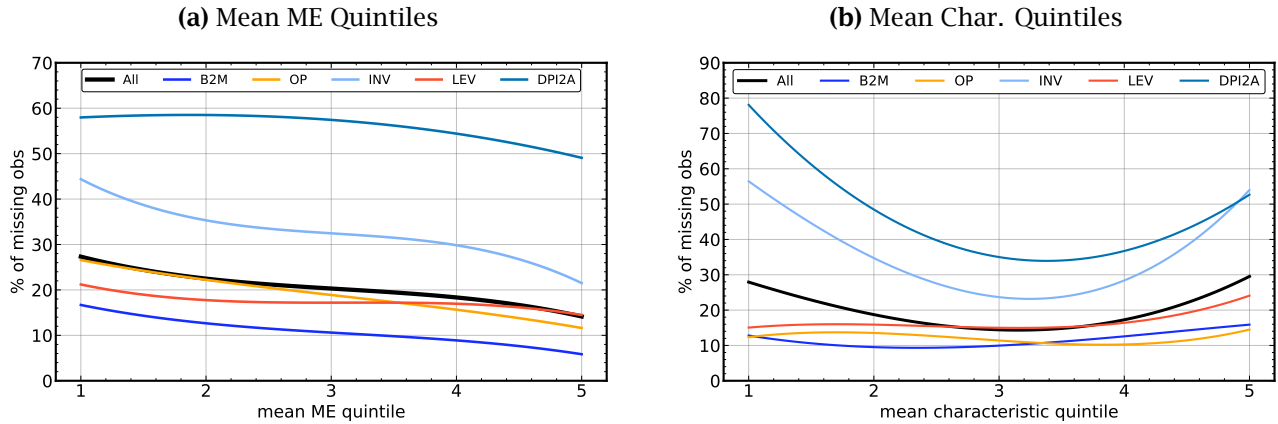 (a) Mean ME Quintiles
% of missing obs
70
60
50
40
30
20
10
0
All B2M OP INV LEV DPI2A
1 2 3 4 5
mean ME quintile
(b) Mean Char. Quintiles
% of missing obs
90
80
70
60
50
40
30
20
10
0
All B2M OP INV LEV DPI2A
1 2 3 4 5
mean characteristic quintile